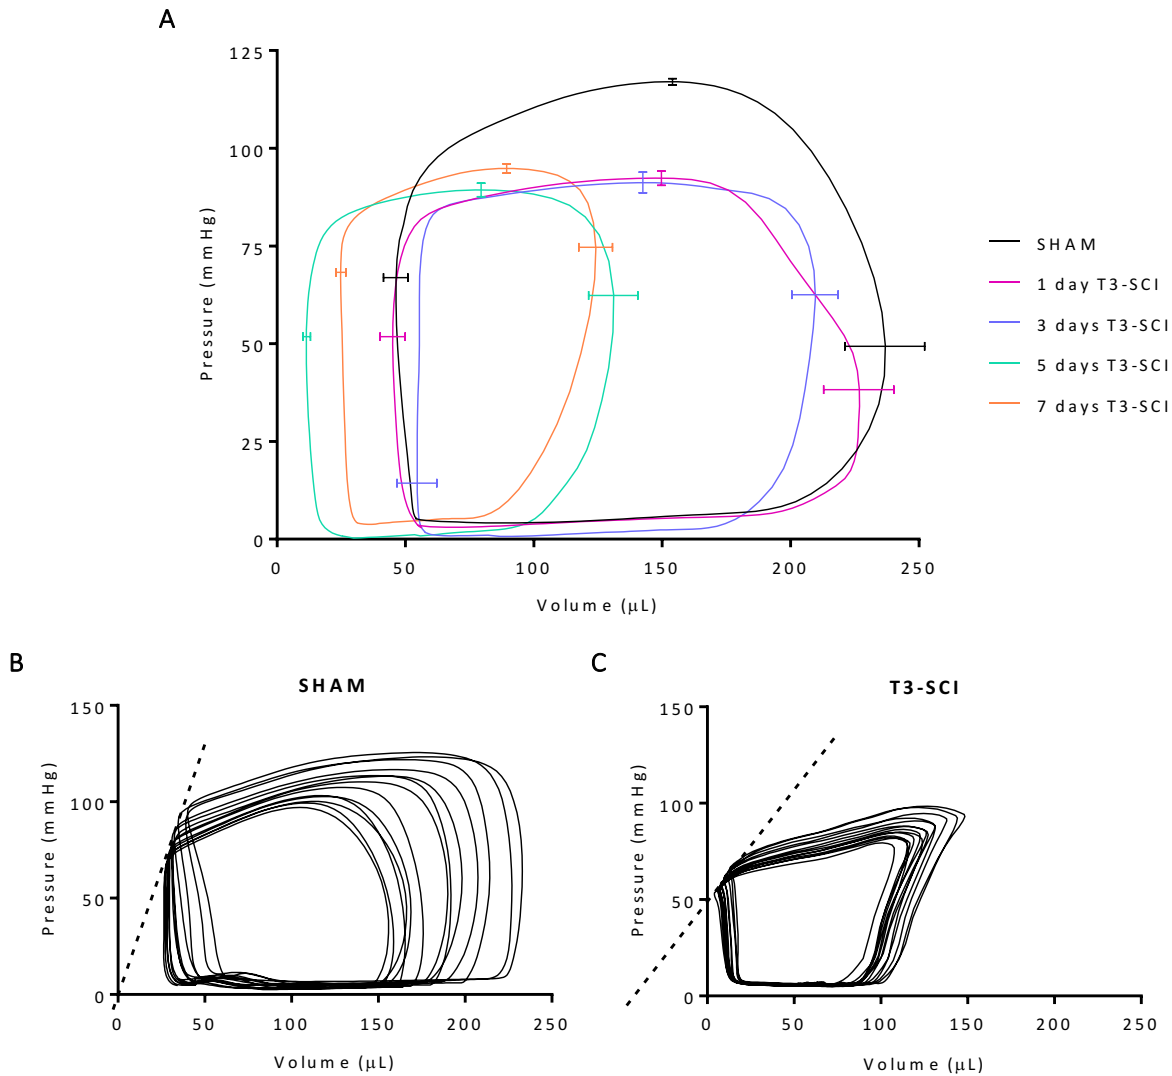 A
125
100
75
50
25
0
Pressure (mmHg)
0 50 100 150 200 250
Volume (μL)
SHAM
1 day T3-SCI
3 days T3-SCI
5 days T3-SCI
7 days T3-SCI
B
SHAM
150
100
50
0
Pressure (mmHg)
0 50 100 150 200 250
Volume (μL)
C
T3-SCI
150
100
50
0
Pressure (mmHg)
0 50 100 150 200 250
Volume (μL)